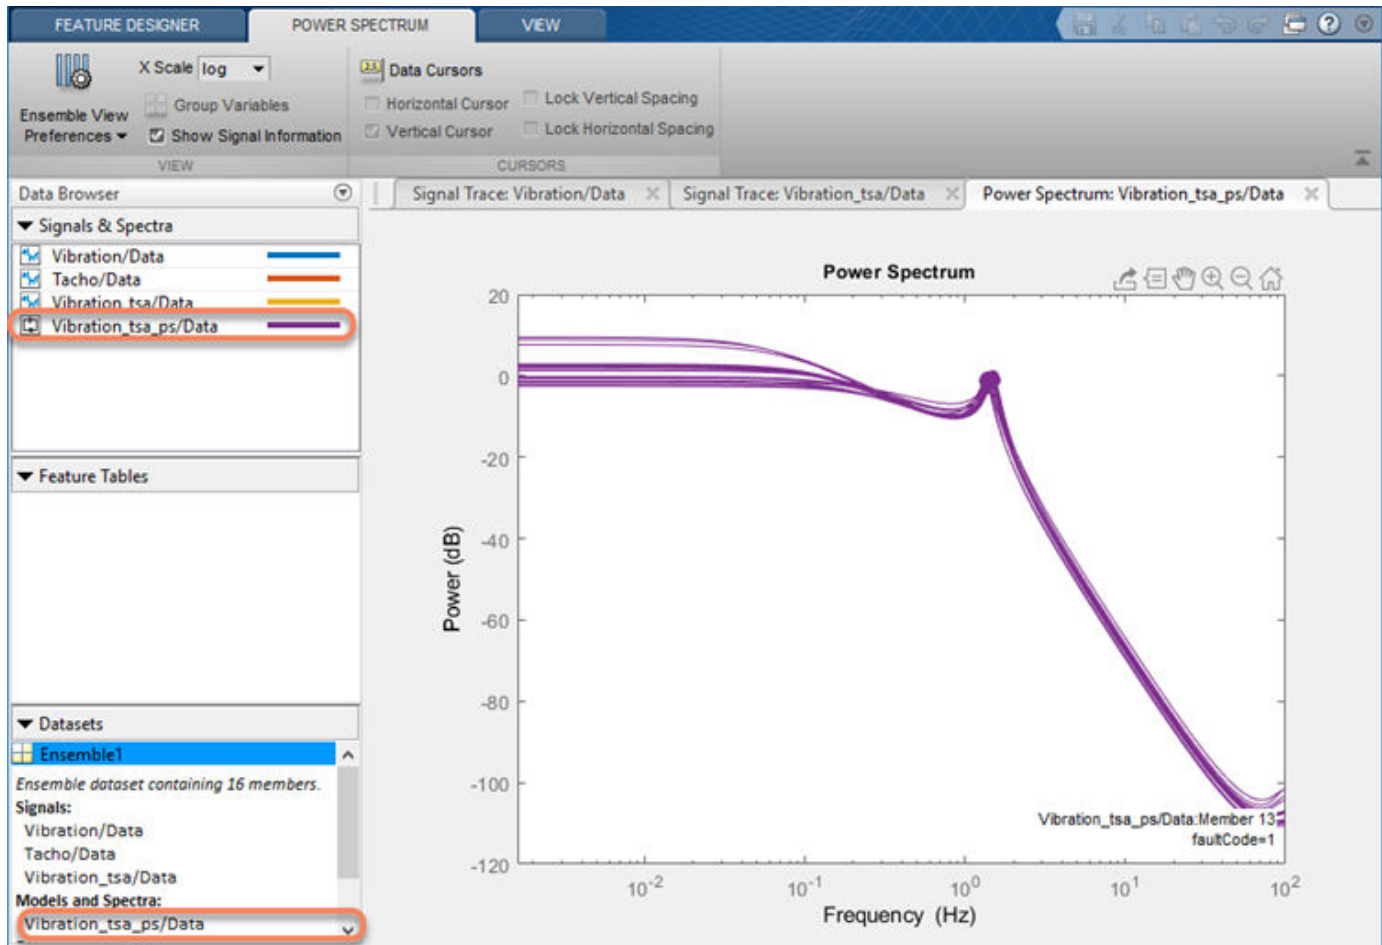 FEATURE DESIGNER
POWER SPECTRUM
VIEW
Ensemble View
Preferences
X Scale log
Group Variables
Show Signal Information
VIEW
Data Cursors
Horizontal Cursor
Lock Vertical Spacing
Vertical Cursor
Lock Horizontal Spacing
CURSORS
Data Browser
Signals & Spectra
Vibration/Data
Tacho/Data
Vibration_tsa/Data
Vibration_tsa_ps/Data
Feature Tables
Datasets
Ensemble1
Ensemble dataset containing 16 members.
Signals:
Vibration/Data
Tacho/Data
Vibration_tsa/Data
Models and Spectra:
Vibration_tsa_ps/Data
Signal Trace: Vibration/Data
Signal Trace: Vibration_tsa/Data
Power Spectrum: Vibration_tsa_ps/Data
Power Spectrum
Power (dB)
20
0
-20
-40
-60
-80
-100
-120
Vibration_tsa_ps/Data:Member 13
faultCode=1
10-2
10-1
100
101
102
Frequency (Hz)